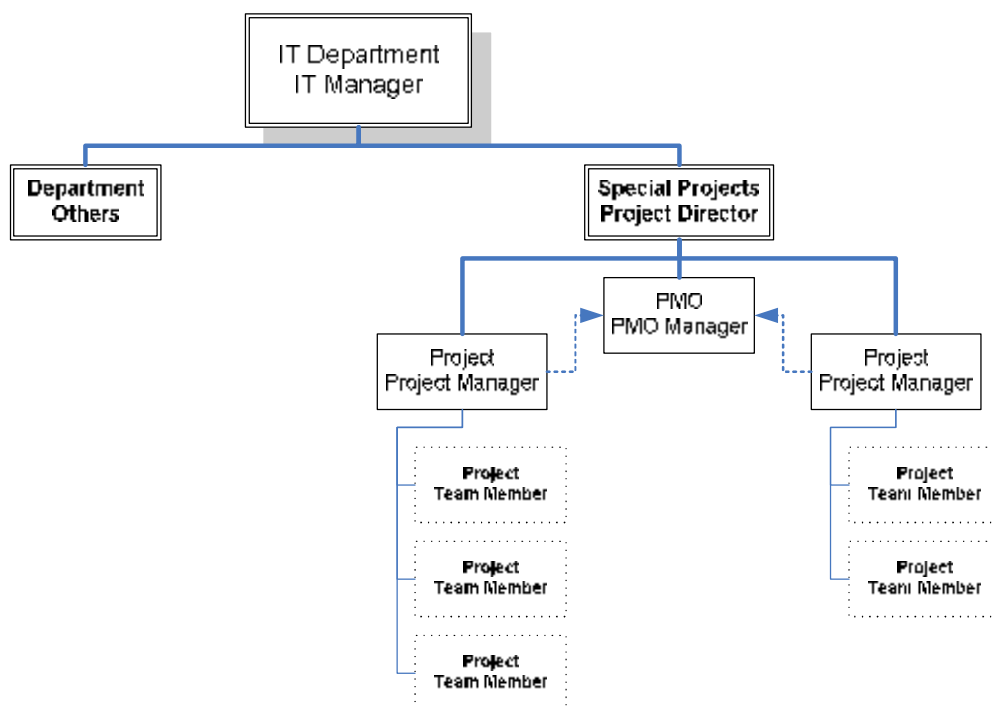 IT Department
IT Manager
Department
Others
Special Projects
Project Director
PMO
PMO Manager
Project
Project Manager
Project
Project Manager
Project
Team Member
Project
Team Member
Project
Team Member
Project
Team Member
Project
Team Member